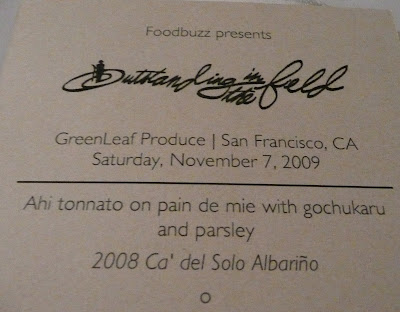 Foodbuzz presents
Outstanding in the field
GreenLeaf Produce | San Francisco, CA
Saturday, November 7, 2009
Ahi tonnato on pain de mie with gochukaru
and parsley
2008 Ca' del Solo Albariño